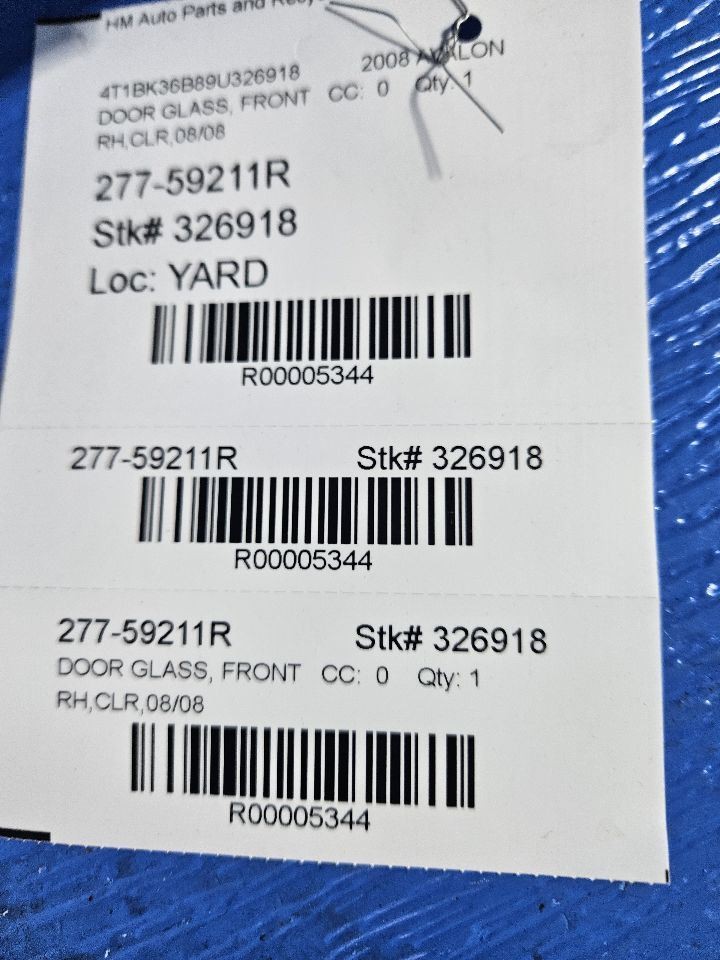 HM Auto Parts and
4T1BK36B89U326918 2008 AVALON
DOOR GLASS, FRONT CC: 0 Qty: 1
RH,CLR,08/08
277-59211R
Stk# 326918
Loc: YARD
R00005344
277-59211R Stk# 326918
R00005344
277-59211R Stk# 326918
DOOR GLASS, FRONT CC: 0 Qty: 1
RH,CLR,08/08
R00005344